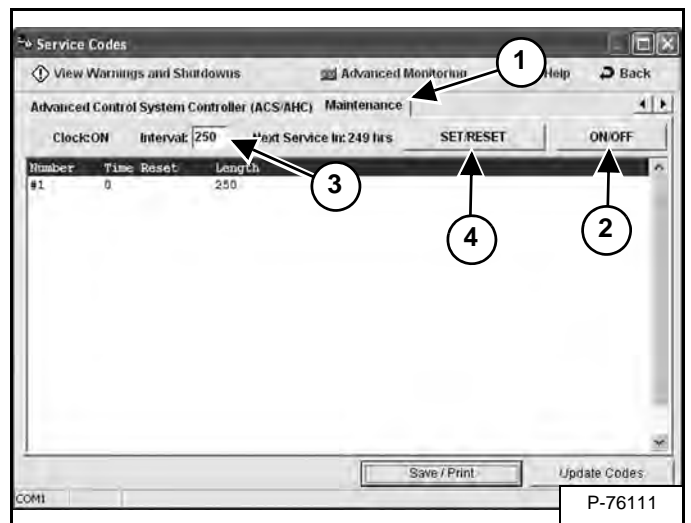 Service Codes
View Warnings and Shutdowns Advanced Monitoring Help Back
1
Advanced Control System Controller (ACS/AHC) Maintenance
Clock:ON Interval: 250 Next Service In: 249 hrs SET/RESET ON/OFF
Number Time Reset Length
#1 0 250
3
4
2
Save / Print Update Codes
COM1
P-76111